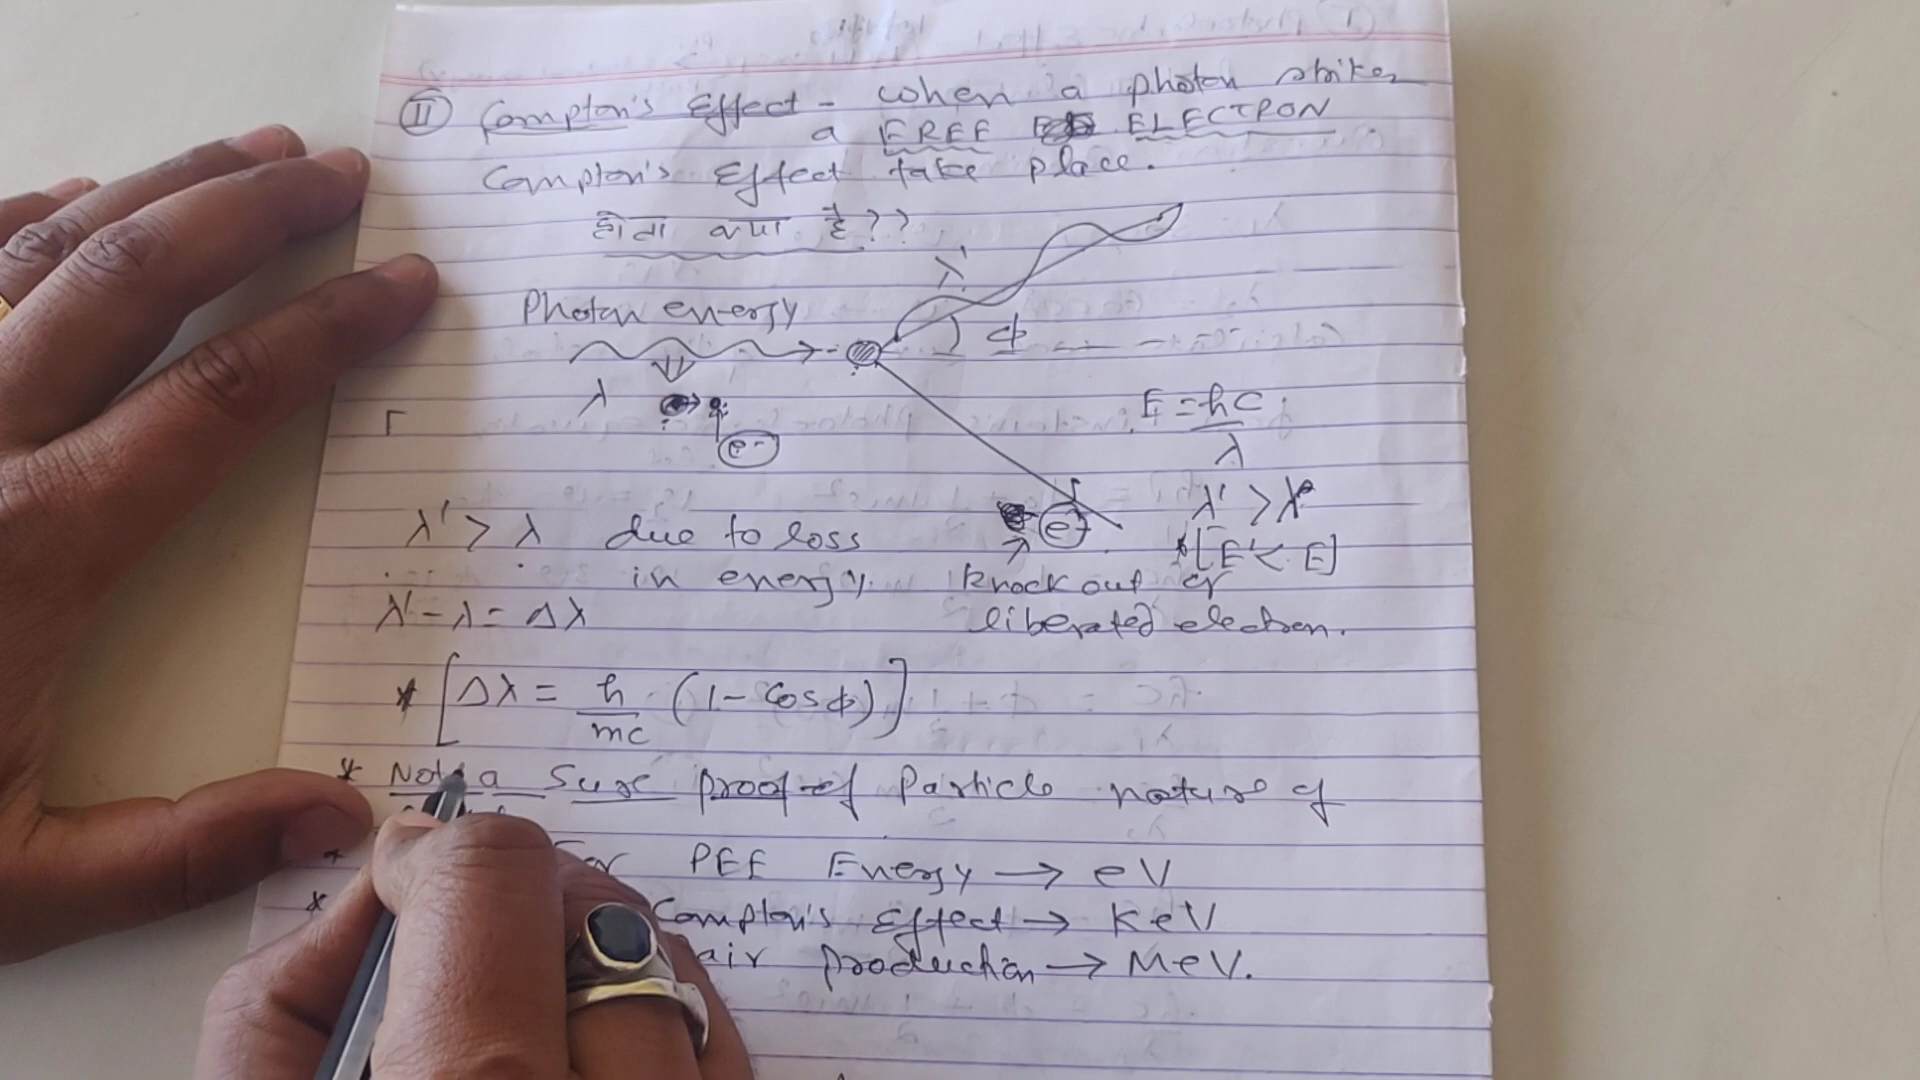 II Compton's Effect - when a photon strikes
a FREE ELECTRON
Compton's Effect take place.
होता क्या है??
λ'
Photon energy
ϕ
λ
e-
E = hc
λ
λ' > λ
e-
λ' > λ due to loss
*[E' < E]
in energy.
knock out or
liberated electron.
λ' - λ = Δλ
* [Δλ = h (1 - Cosϕ)]
mc
* Not a Sure proof of Particle nature of
* For PEE Energy → eV
* Compton's Effect → KeV
production → MeV.